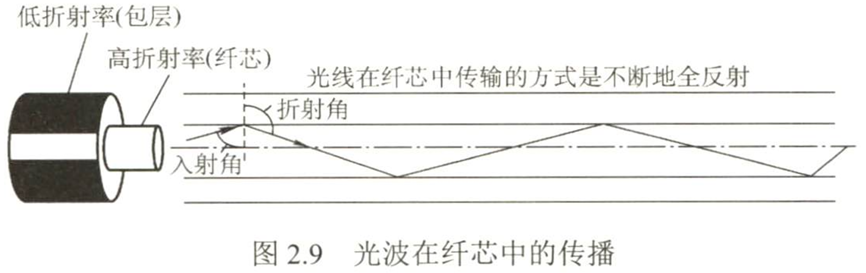 低折射率(包层)
高折射率(纤芯)
光线在纤芯中传输的方式是不断地全反射
折射角
入射角
图 2.9 光波在纤芯中的传播